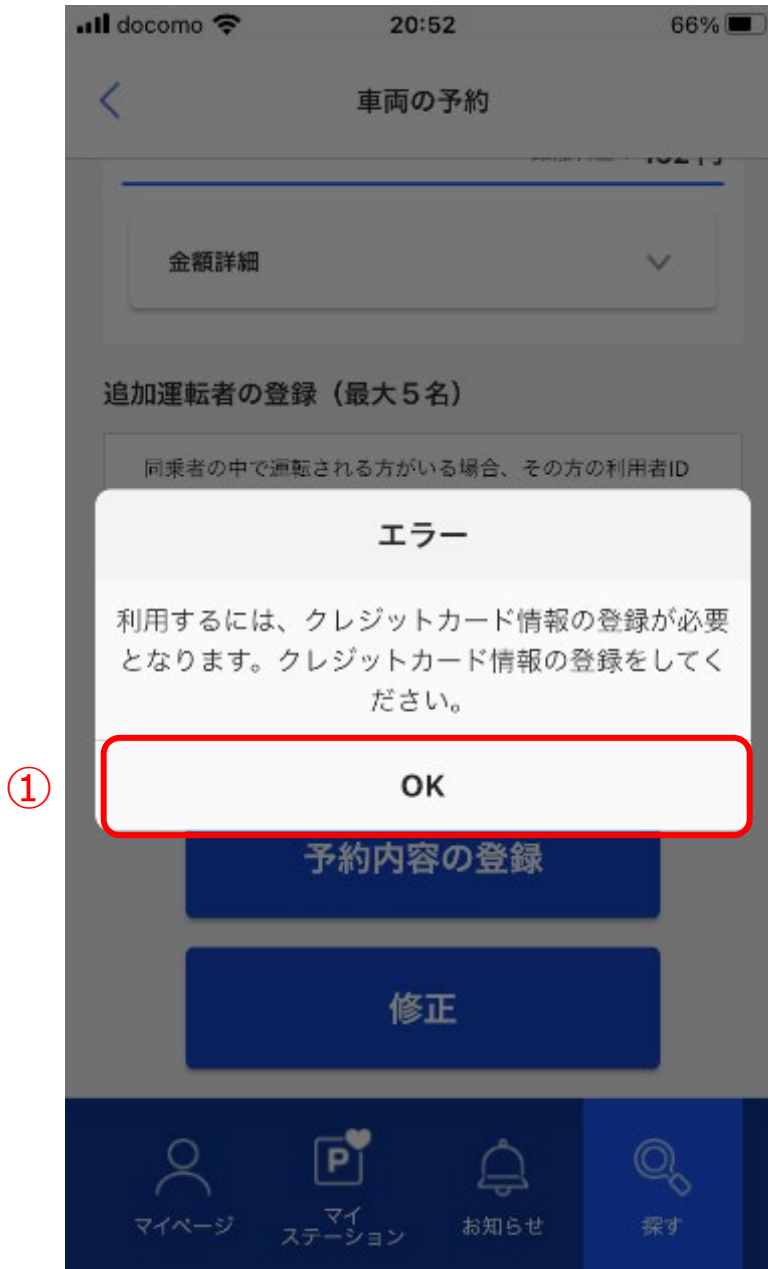 docomo 20:52 66%
車両の予約
金額詳細
追加運転者の登録（最大５名）
同乗者の中で運転される方がいる場合、その方の利用者ID
エラー
利用するには、クレジットカード情報の登録が必要
となります。クレジットカード情報の登録をしてく
ださい。
①
OK
予約内容の登録
修正
マイページ
マイ
ステーション
お知らせ
探す